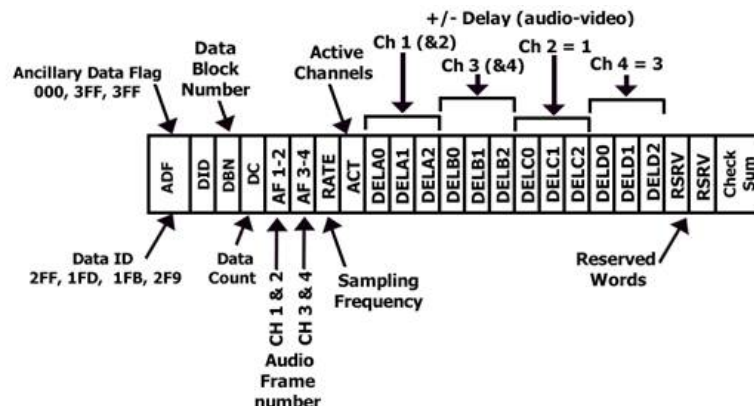 +/- Delay (audio-video)
Ch 1 (&2)
Ch 2 = 1
Ch 3 (&4)
Ch 4 = 3
Data
Block
Number
Active
Channels
Ancillary Data Flag
000, 3FF, 3FF
ADF
DID
DBN
DC
AF 1-2
AF 3-4
RATE
ACT
DELA0
DELA1
DELA2
DELB0
DELB1
DELB2
DELC0
DELC1
DELC2
DELD0
DELD1
DELD2
RSRV
RSRV
Check
Sum
Data ID
2FF, 1FD, 1FB, 2F9
Data
Count
CH 1 & 2
CH 3 & 4
Audio
Frame
number
Sampling
Frequency
Reserved
Words